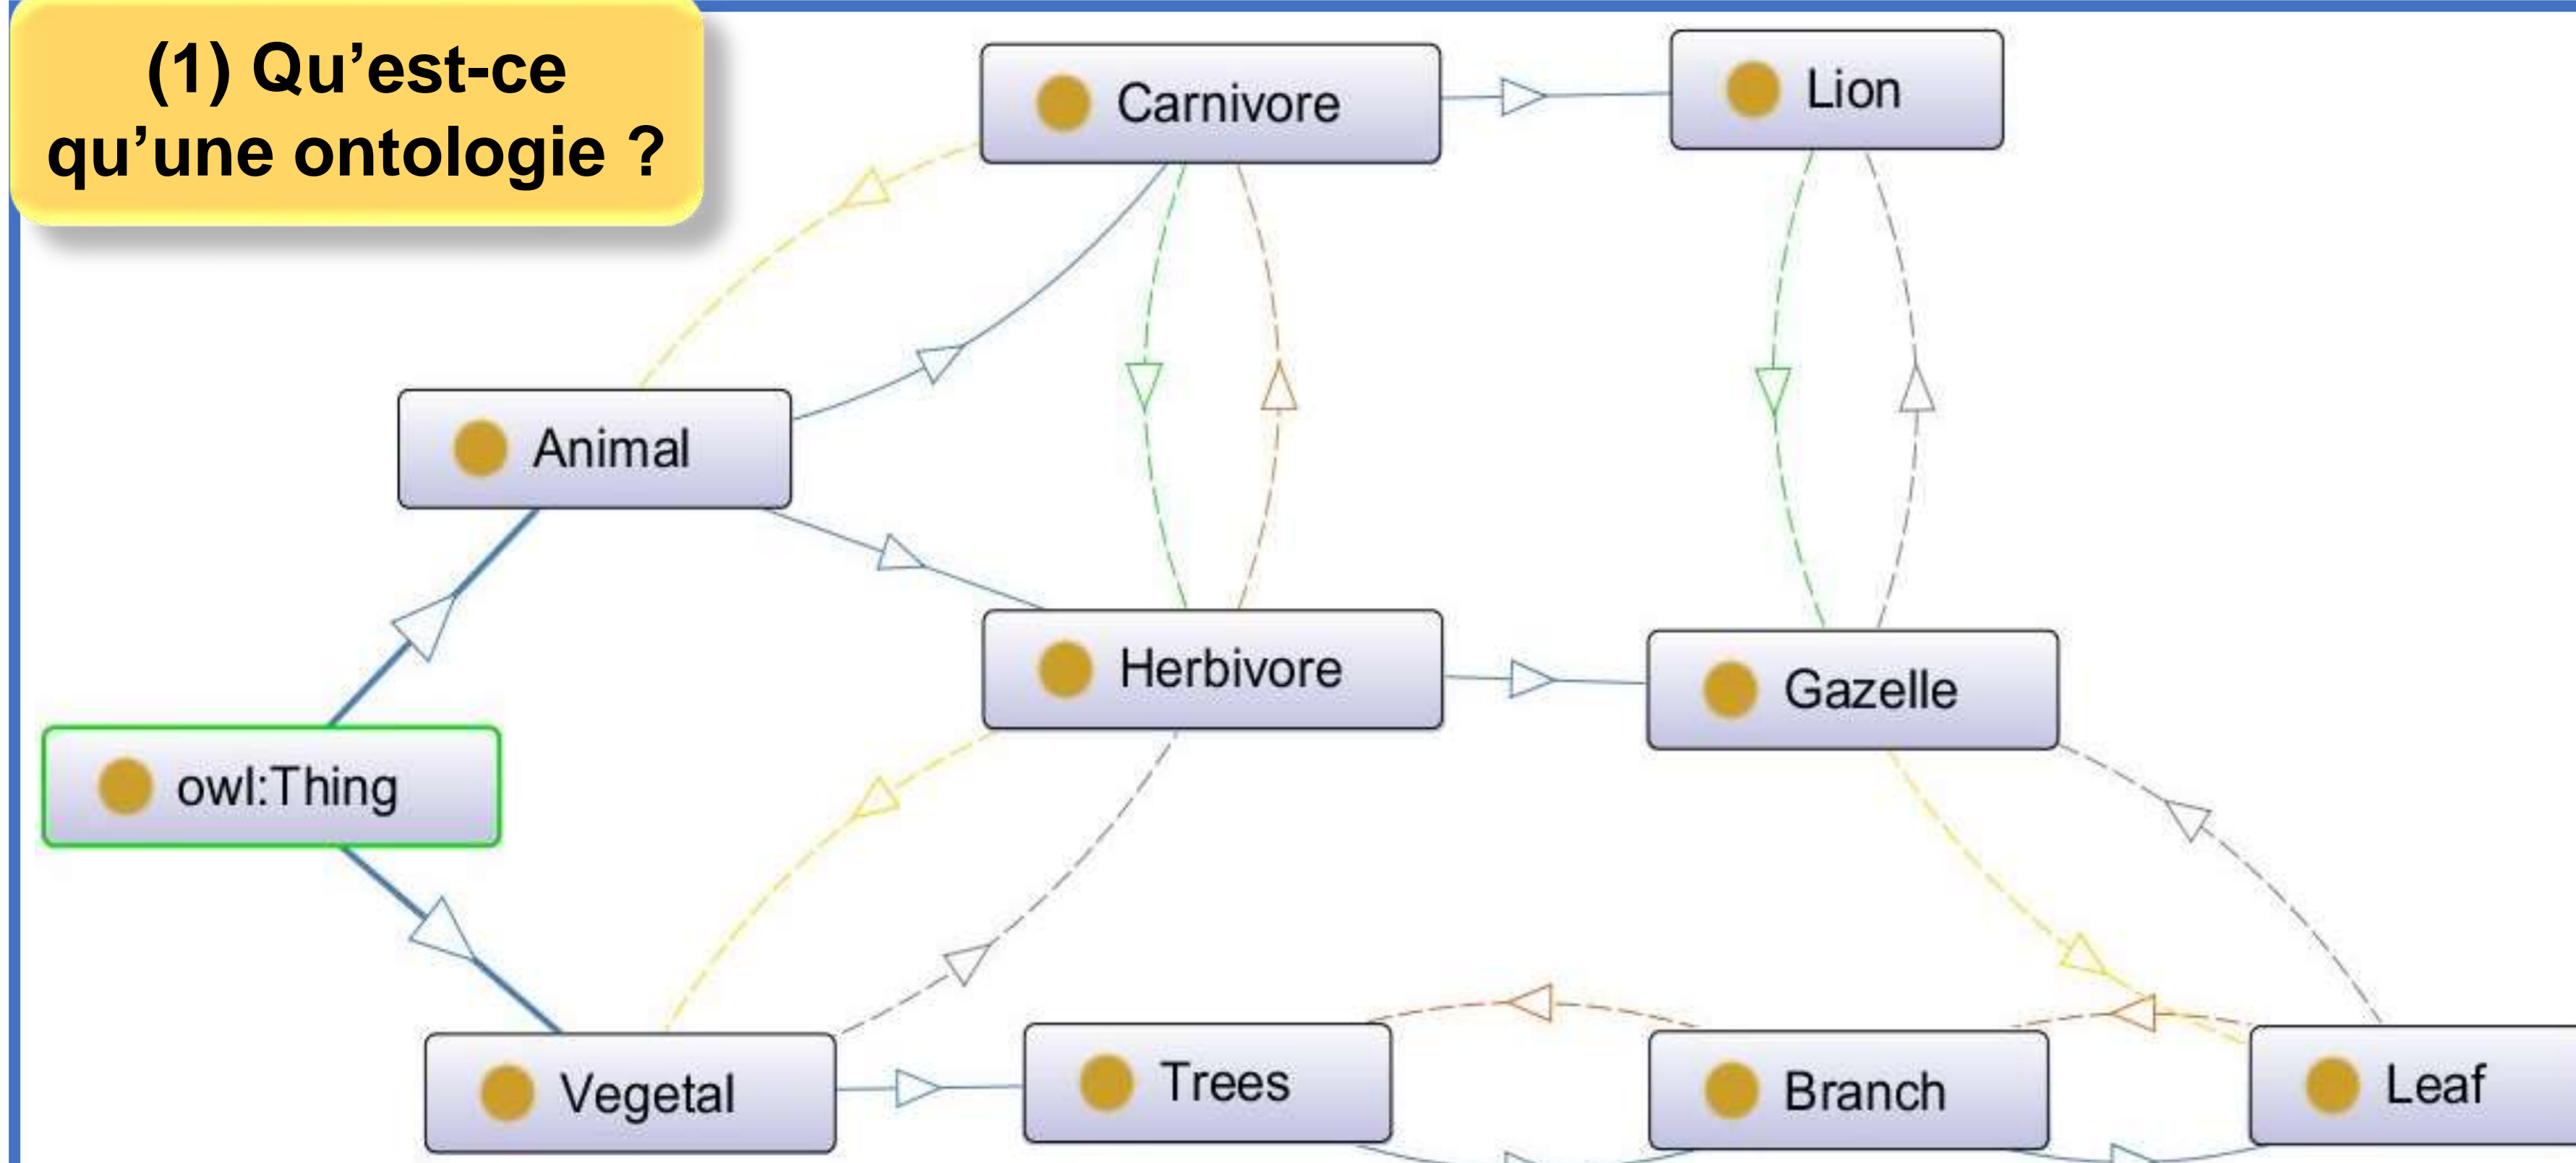 (1) Qu’est-ce
qu’une ontologie ?
Carnivore
Lion
Animal
Herbivore
Gazelle
owl:Thing
Vegetal
Trees
Branch
Leaf